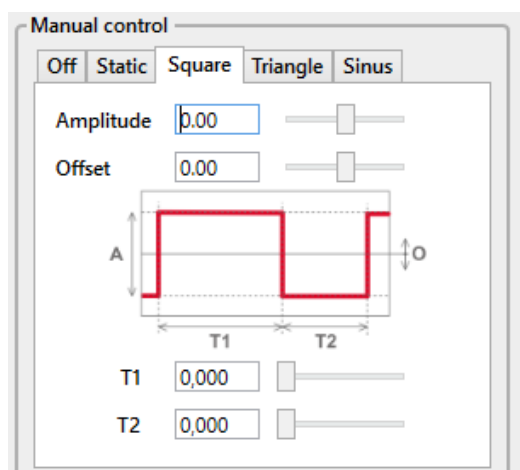 Manual control
Off Static Square Triangle Sinus
Amplitude 0.00
Offset 0.00
A O
T1 T2
T1 0,000
T2 0,000